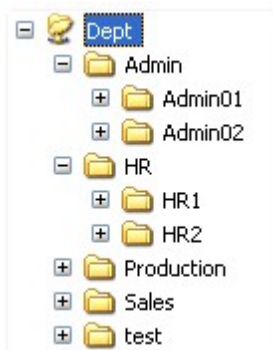 Dept
Admin
Admin01
Admin02
HR
HR1
HR2
Production
Sales
test